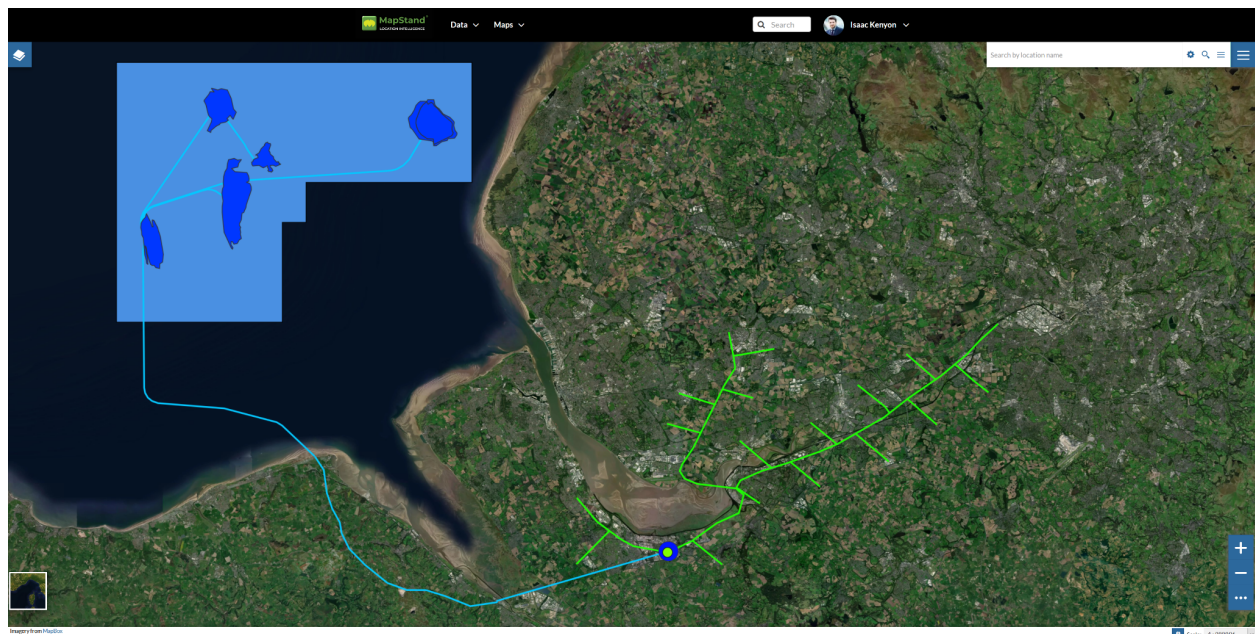 MapStand
LOCATION INTELLIGENCE
Data
Maps
Search
Isaac Kenyon
Search by location name
Imagery from MapBox